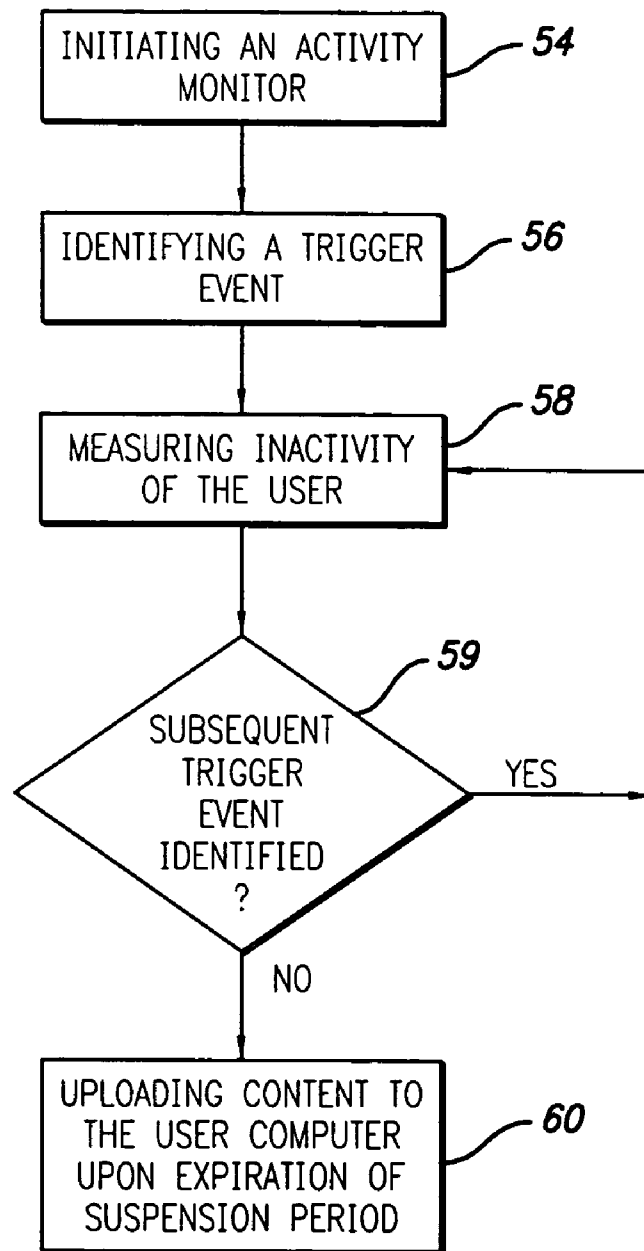 INITIATING AN ACTIVITY
MONITOR
54
IDENTIFYING A TRIGGER
EVENT
56
MEASURING INACTIVITY
OF THE USER
58
SUBSEQUENT
TRIGGER
EVENT
IDENTIFIED
?
59
YES
NO
UPLOADING CONTENT TO
THE USER COMPUTER
UPON EXPIRATION OF
SUSPENSION PERIOD
60